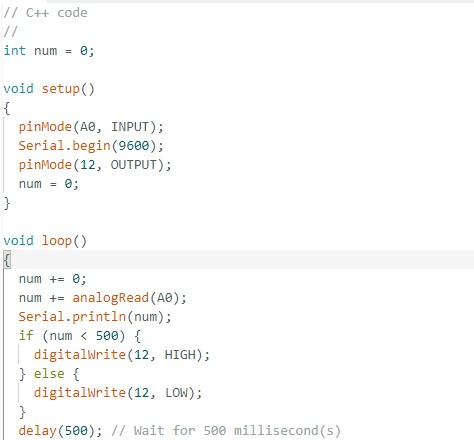 // C++ code
//
int num = 0;
void setup()
{
pinMode(A0, INPUT);
Serial.begin(9600);
pinMode(12, OUTPUT);
num = 0;
}
void loop()
{
num += 0;
num += analogRead(A0);
Serial.println(num);
if (num < 500) {
digitalWrite(12, HIGH);
} else {
digitalWrite(12, LOW);
}
delay(500); // Wait for 500 millisecond(s)